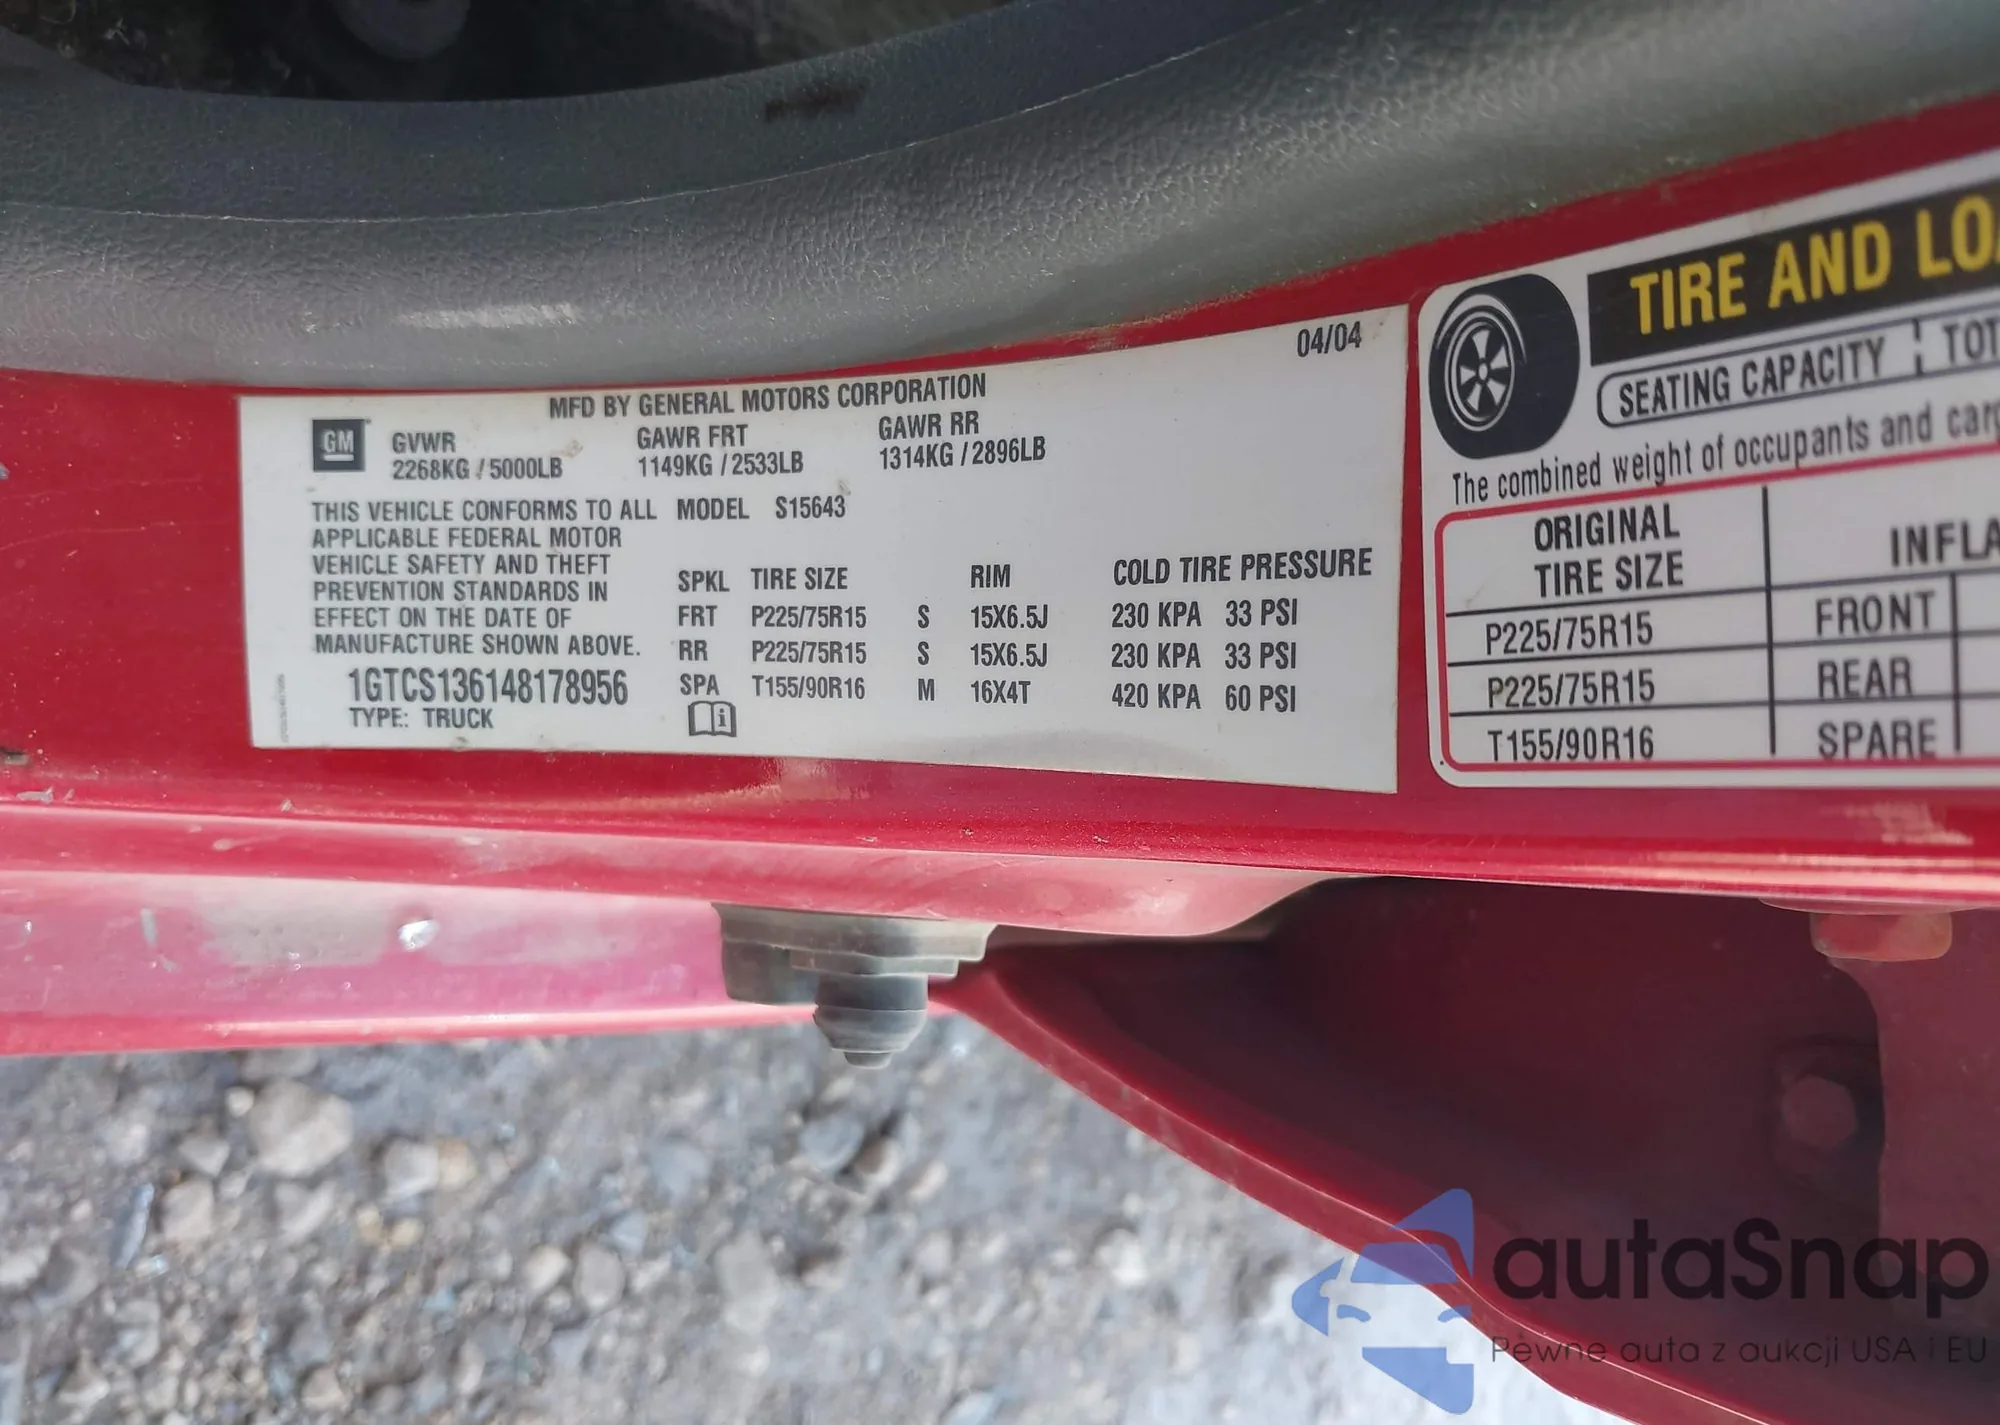 04/04
MFD BY GENERAL MOTORS CORPORATION
GM
GVWR GAWR FRT GAWR RR
2268KG / 5000LB 1149KG / 2533LB 1314KG / 2896LB
THIS VEHICLE CONFORMS TO ALL
APPLICABLE FEDERAL MOTOR
VEHICLE SAFETY AND THEFT
PREVENTION STANDARDS IN
EFFECT ON THE DATE OF
MANUFACTURE SHOWN ABOVE.
1GTCS136148178956
TYPE: TRUCK
MODEL S15643
SPKL TIRE SIZE RIM COLD TIRE PRESSURE
FRT P225/75R15 S 15X6.5J 230 KPA 33 PSI
RR P225/75R15 S 15X6.5J 230 KPA 33 PSI
SPA T155/90R16 M 16X4T 420 KPA 60 PSI
TIRE AND LOA
SEATING CAPACITY TOT
The combined weight of occupants and carg
ORIGINAL
TIRE SIZE
INFLA
P225/75R15 FRONT
P225/75R15 REAR
T155/90R16 SPARE
autaSnap
Pewne auta z aukcji USA i EU